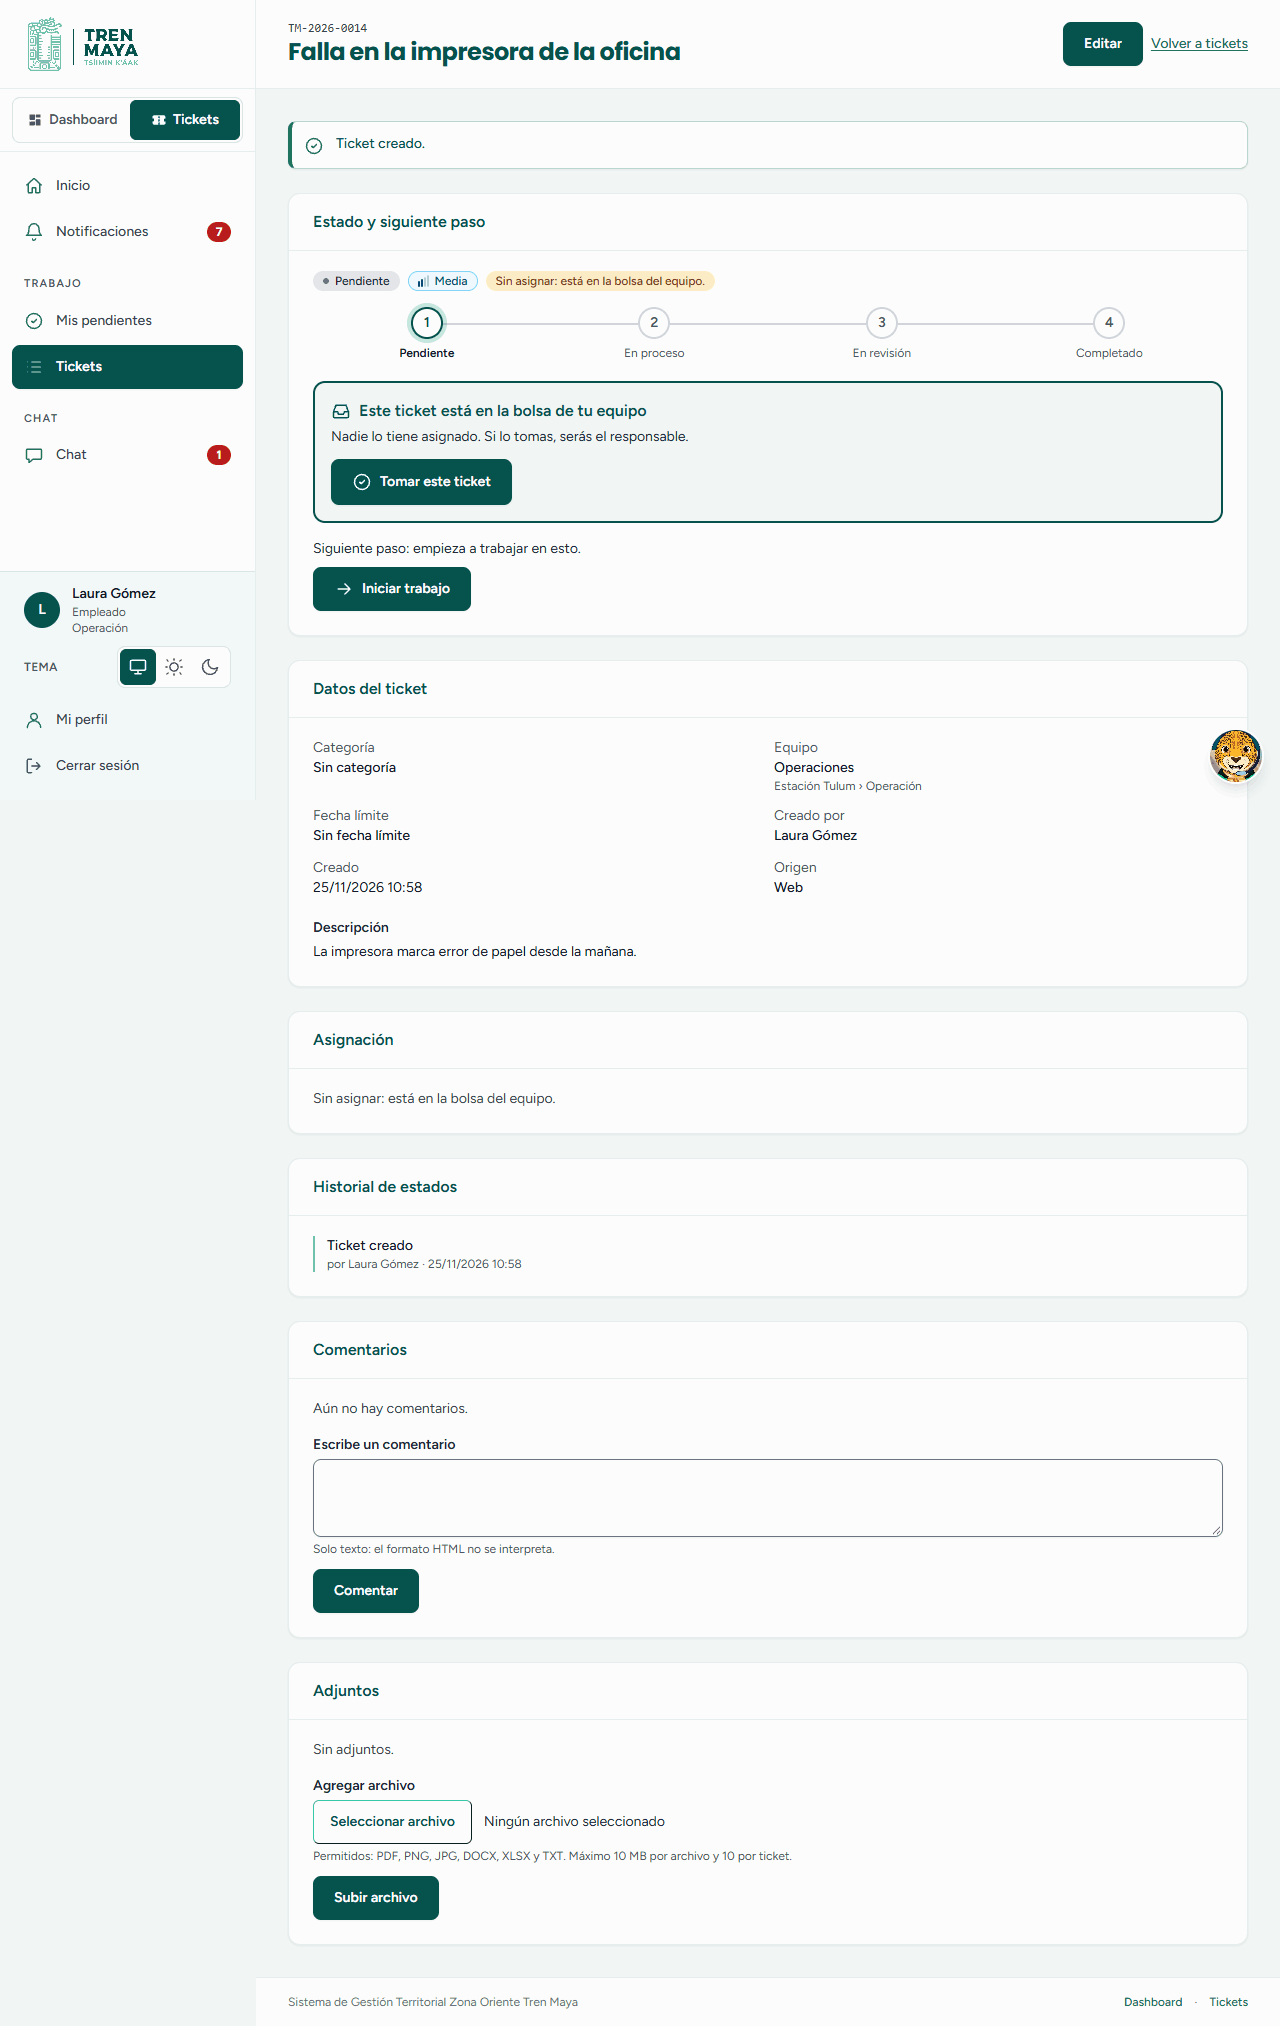 TREN
MAYA
TSÍIMIN K'ÁAK
TM-2026-0014
Falla en la impresora de la oficina
Editar
Volver a tickets
Dashboard
Tickets
Inicio
Notificaciones
7
TRABAJO
Mis pendientes
Tickets
CHAT
Chat
1
Laura Gómez
L
Empleado
Operación
TEMA
Mi perfil
Cerrar sesión
Ticket creado.
Estado y siguiente paso
Pendiente
Media
Sin asignar: está en la bolsa del equipo.
1
2
3
4
Pendiente
En proceso
En revisión
Completado
Este ticket está en la bolsa de tu equipo
Nadie lo tiene asignado. Si lo tomas, serás el responsable.
Tomar este ticket
Siguiente paso: empieza a trabajar en esto.
Iniciar trabajo
Datos del ticket
Categoría
Sin categoría
Equipo
Operaciones
Estación Tulum › Operación
Fecha límite
Sin fecha límite
Creado por
Laura Gómez
Creado
25/11/2026 10:58
Origen
Web
Descripción
La impresora marca error de papel desde la mañana.
Asignación
Sin asignar: está en la bolsa del equipo.
Historial de estados
Ticket creado
por Laura Gómez · 25/11/2026 10:58
Comentarios
Aún no hay comentarios.
Escribe un comentario
Solo texto: el formato HTML no se interpreta.
Comentar
Adjuntos
Sin adjuntos.
Agregar archivo
Seleccionar archivo
Ningún archivo seleccionado
Permitidos: PDF, PNG, JPG, DOCX, XLSX y TXT. Máximo 10 MB por archivo y 10 por ticket.
Subir archivo
Sistema de Gestión Territorial Zona Oriente Tren Maya
Dashboard · Tickets